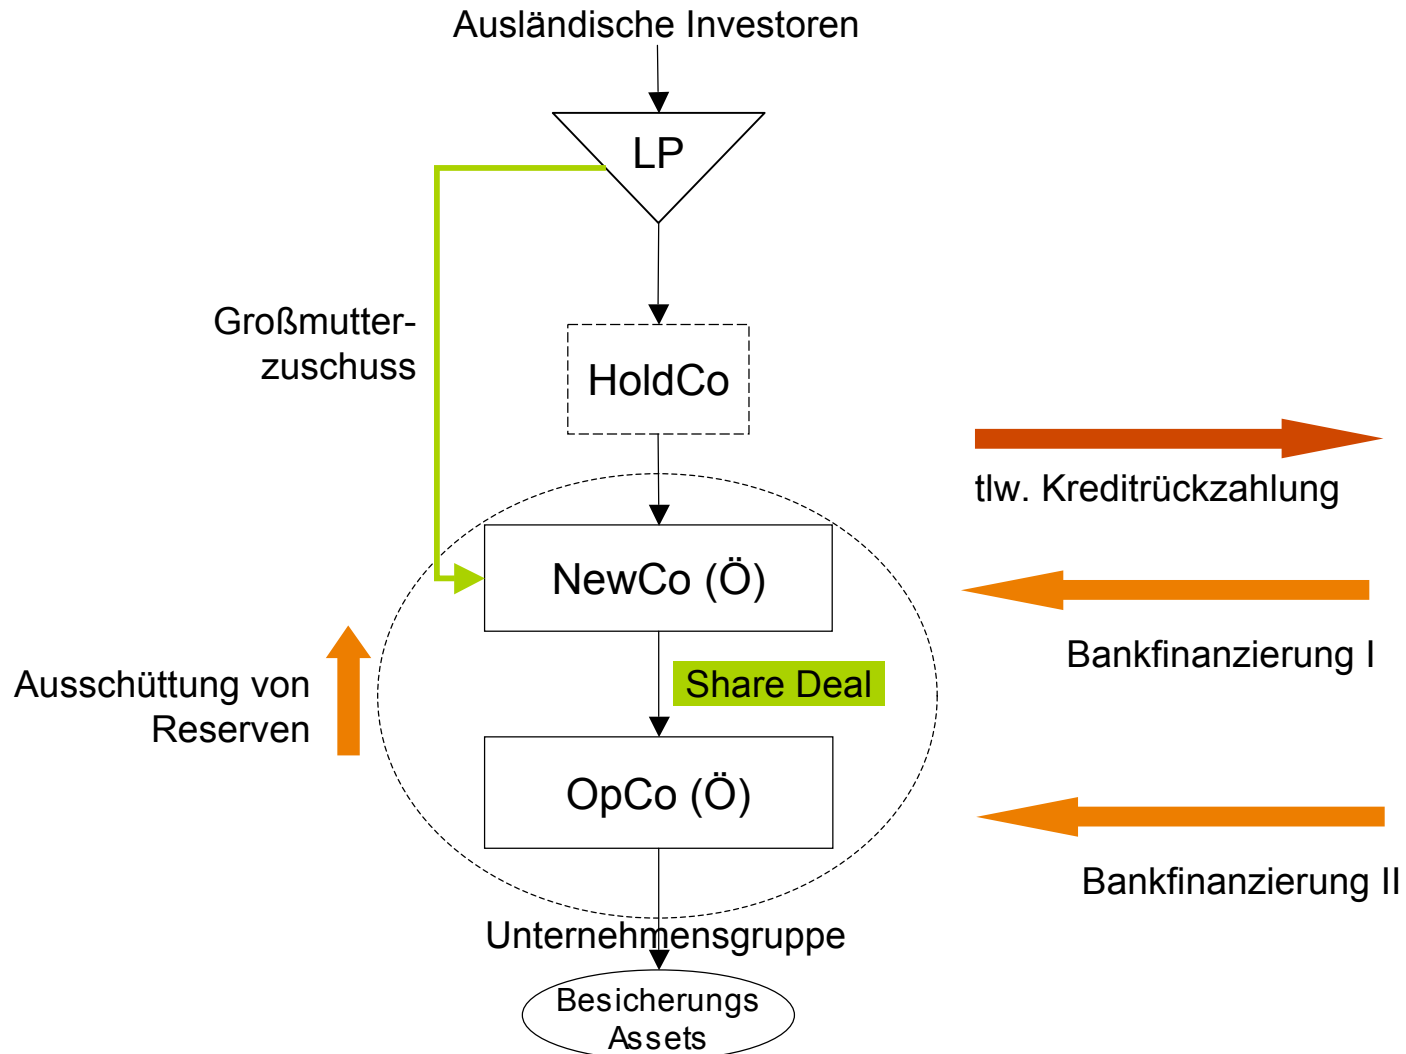 Ausländische Investoren
LP
Großmutter-
zuschuss
HoldCo
tlw. Kreditrückzahlung
NewCo (Ö)
Bankfinanzierung I
Share Deal
Ausschüttung von
Reserven
OpCo (Ö)
Bankfinanzierung II
Unternehmensgruppe
Besicherungs
Assets